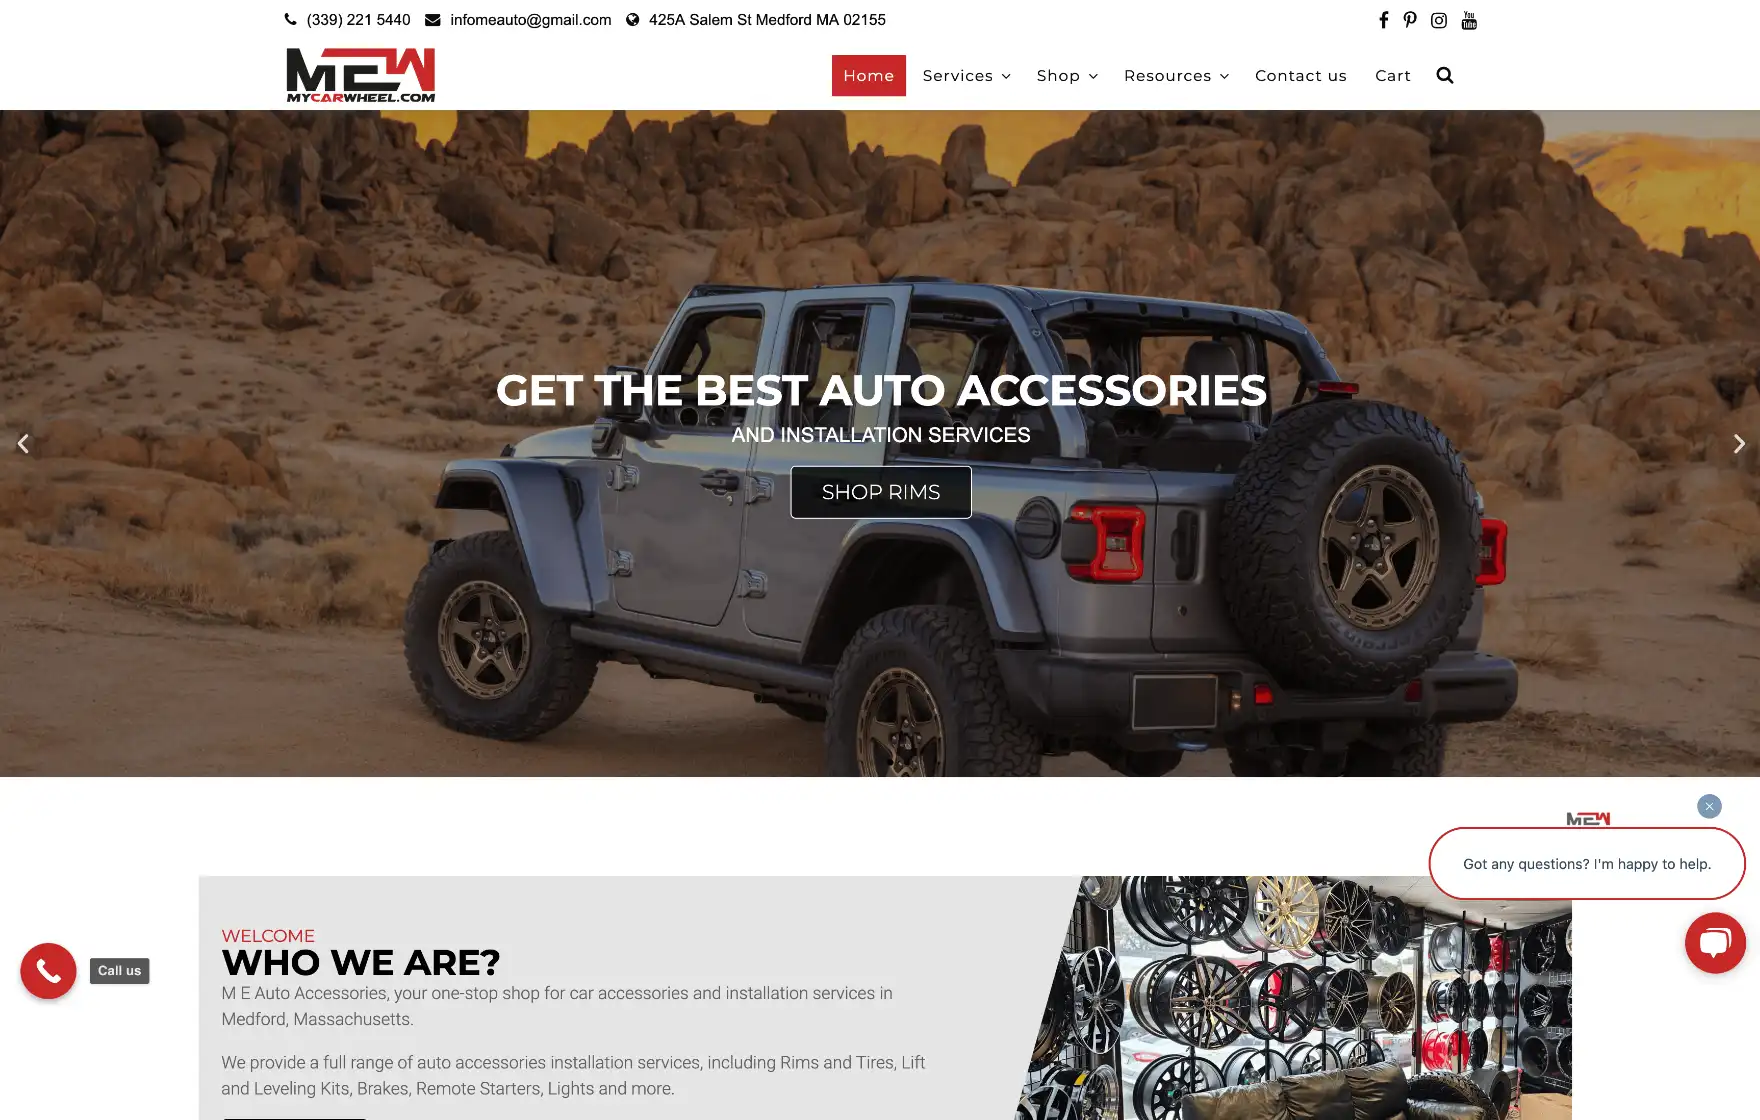 (339) 221 5440 infomeauto@gmail.com 425A Salem St Medford MA 02155
You
Tube
MEW
MYCARWHEEL.COM
Home Services Shop Resources Contact us Cart
GET THE BEST AUTO ACCESSORIES
AND INSTALLATION SERVICES
SHOP RIMS
MEW
Got any questions? I'm happy to help.
WELCOME
WHO WE ARE?
M E Auto Accessories, your one-stop shop for car accessories and installation services in
Medford, Massachusetts.
We provide a full range of auto accessories installation services, including Rims and Tires, Lift
and Leveling Kits, Brakes, Remote Starters, Lights and more.
Call us